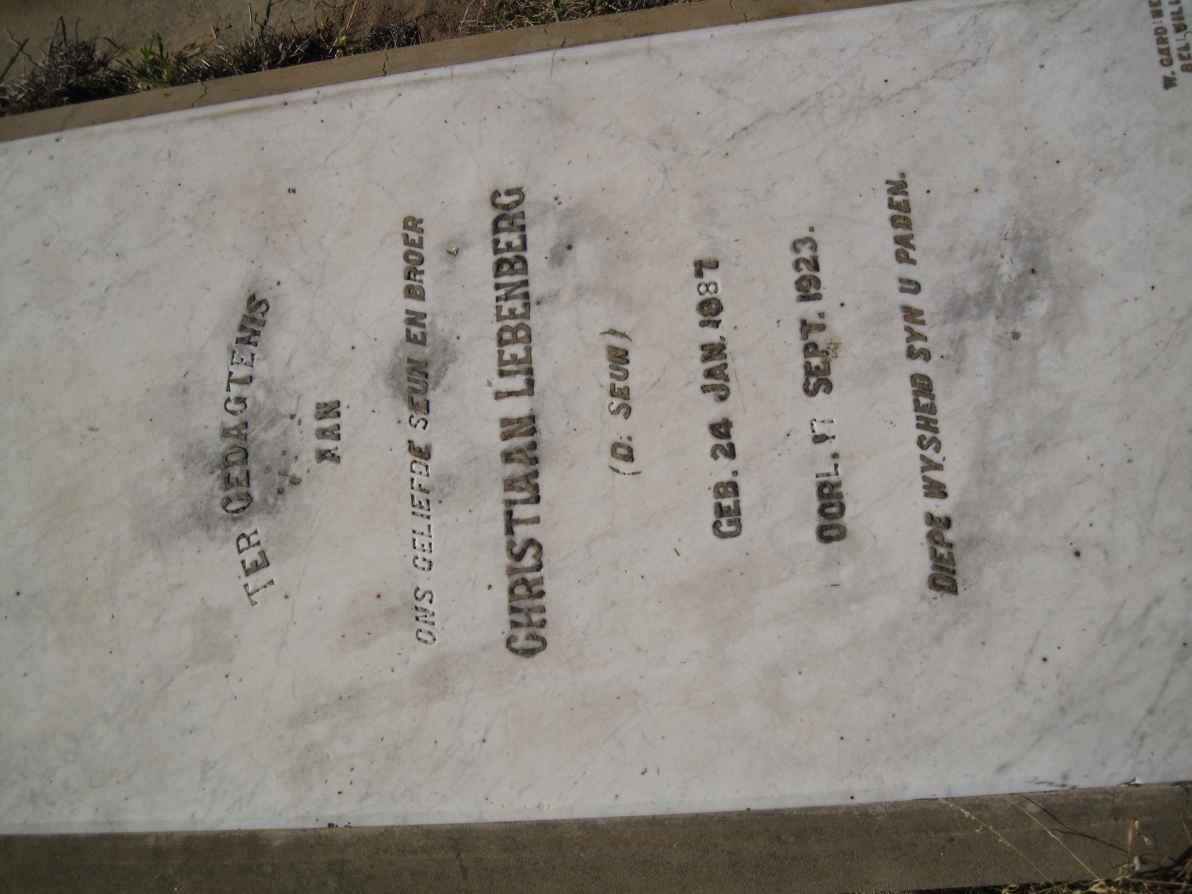 TER GEDAGTENIS
AAN
ONS GELIEFDE SEUN EN BROER
CHRISTIAAN LIEBENBERG
(D. SEUN)
GEB. 24 JAN. 1887
OORL. 17 SEPT. 1923.
DIEPE WYSHEID SYN U PADEN.
W.